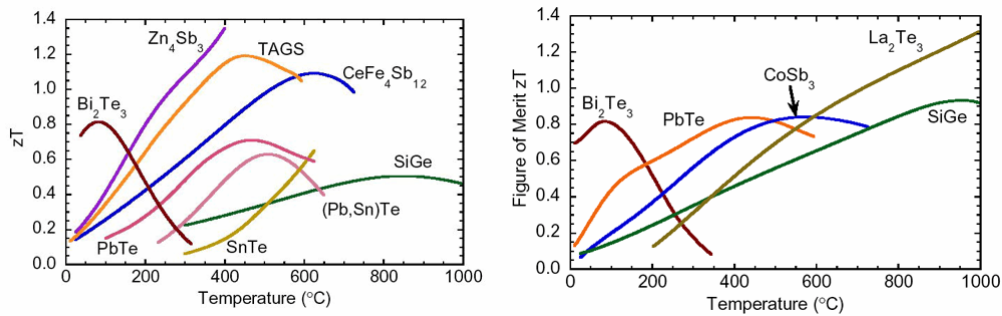 1.4
1.2
1.0
0.8
0.6
0.4
0.2
0.0
zT
Zn₄Sb₃
TAGS
CeFe₄Sb₁₂
Bi₂Te₃
SiGe
(Pb,Sn)Te
PbTe
SnTe
0 200 400 600 800 1000
Temperature (°C)
1.4
1.2
1.0
0.8
0.6
0.4
0.2
0.0
Figure of Merit zT
La₂Te₃
CoSb₃
Bi₂Te₃
PbTe
SiGe
0 200 400 600 800 1000
Temperature (°C)